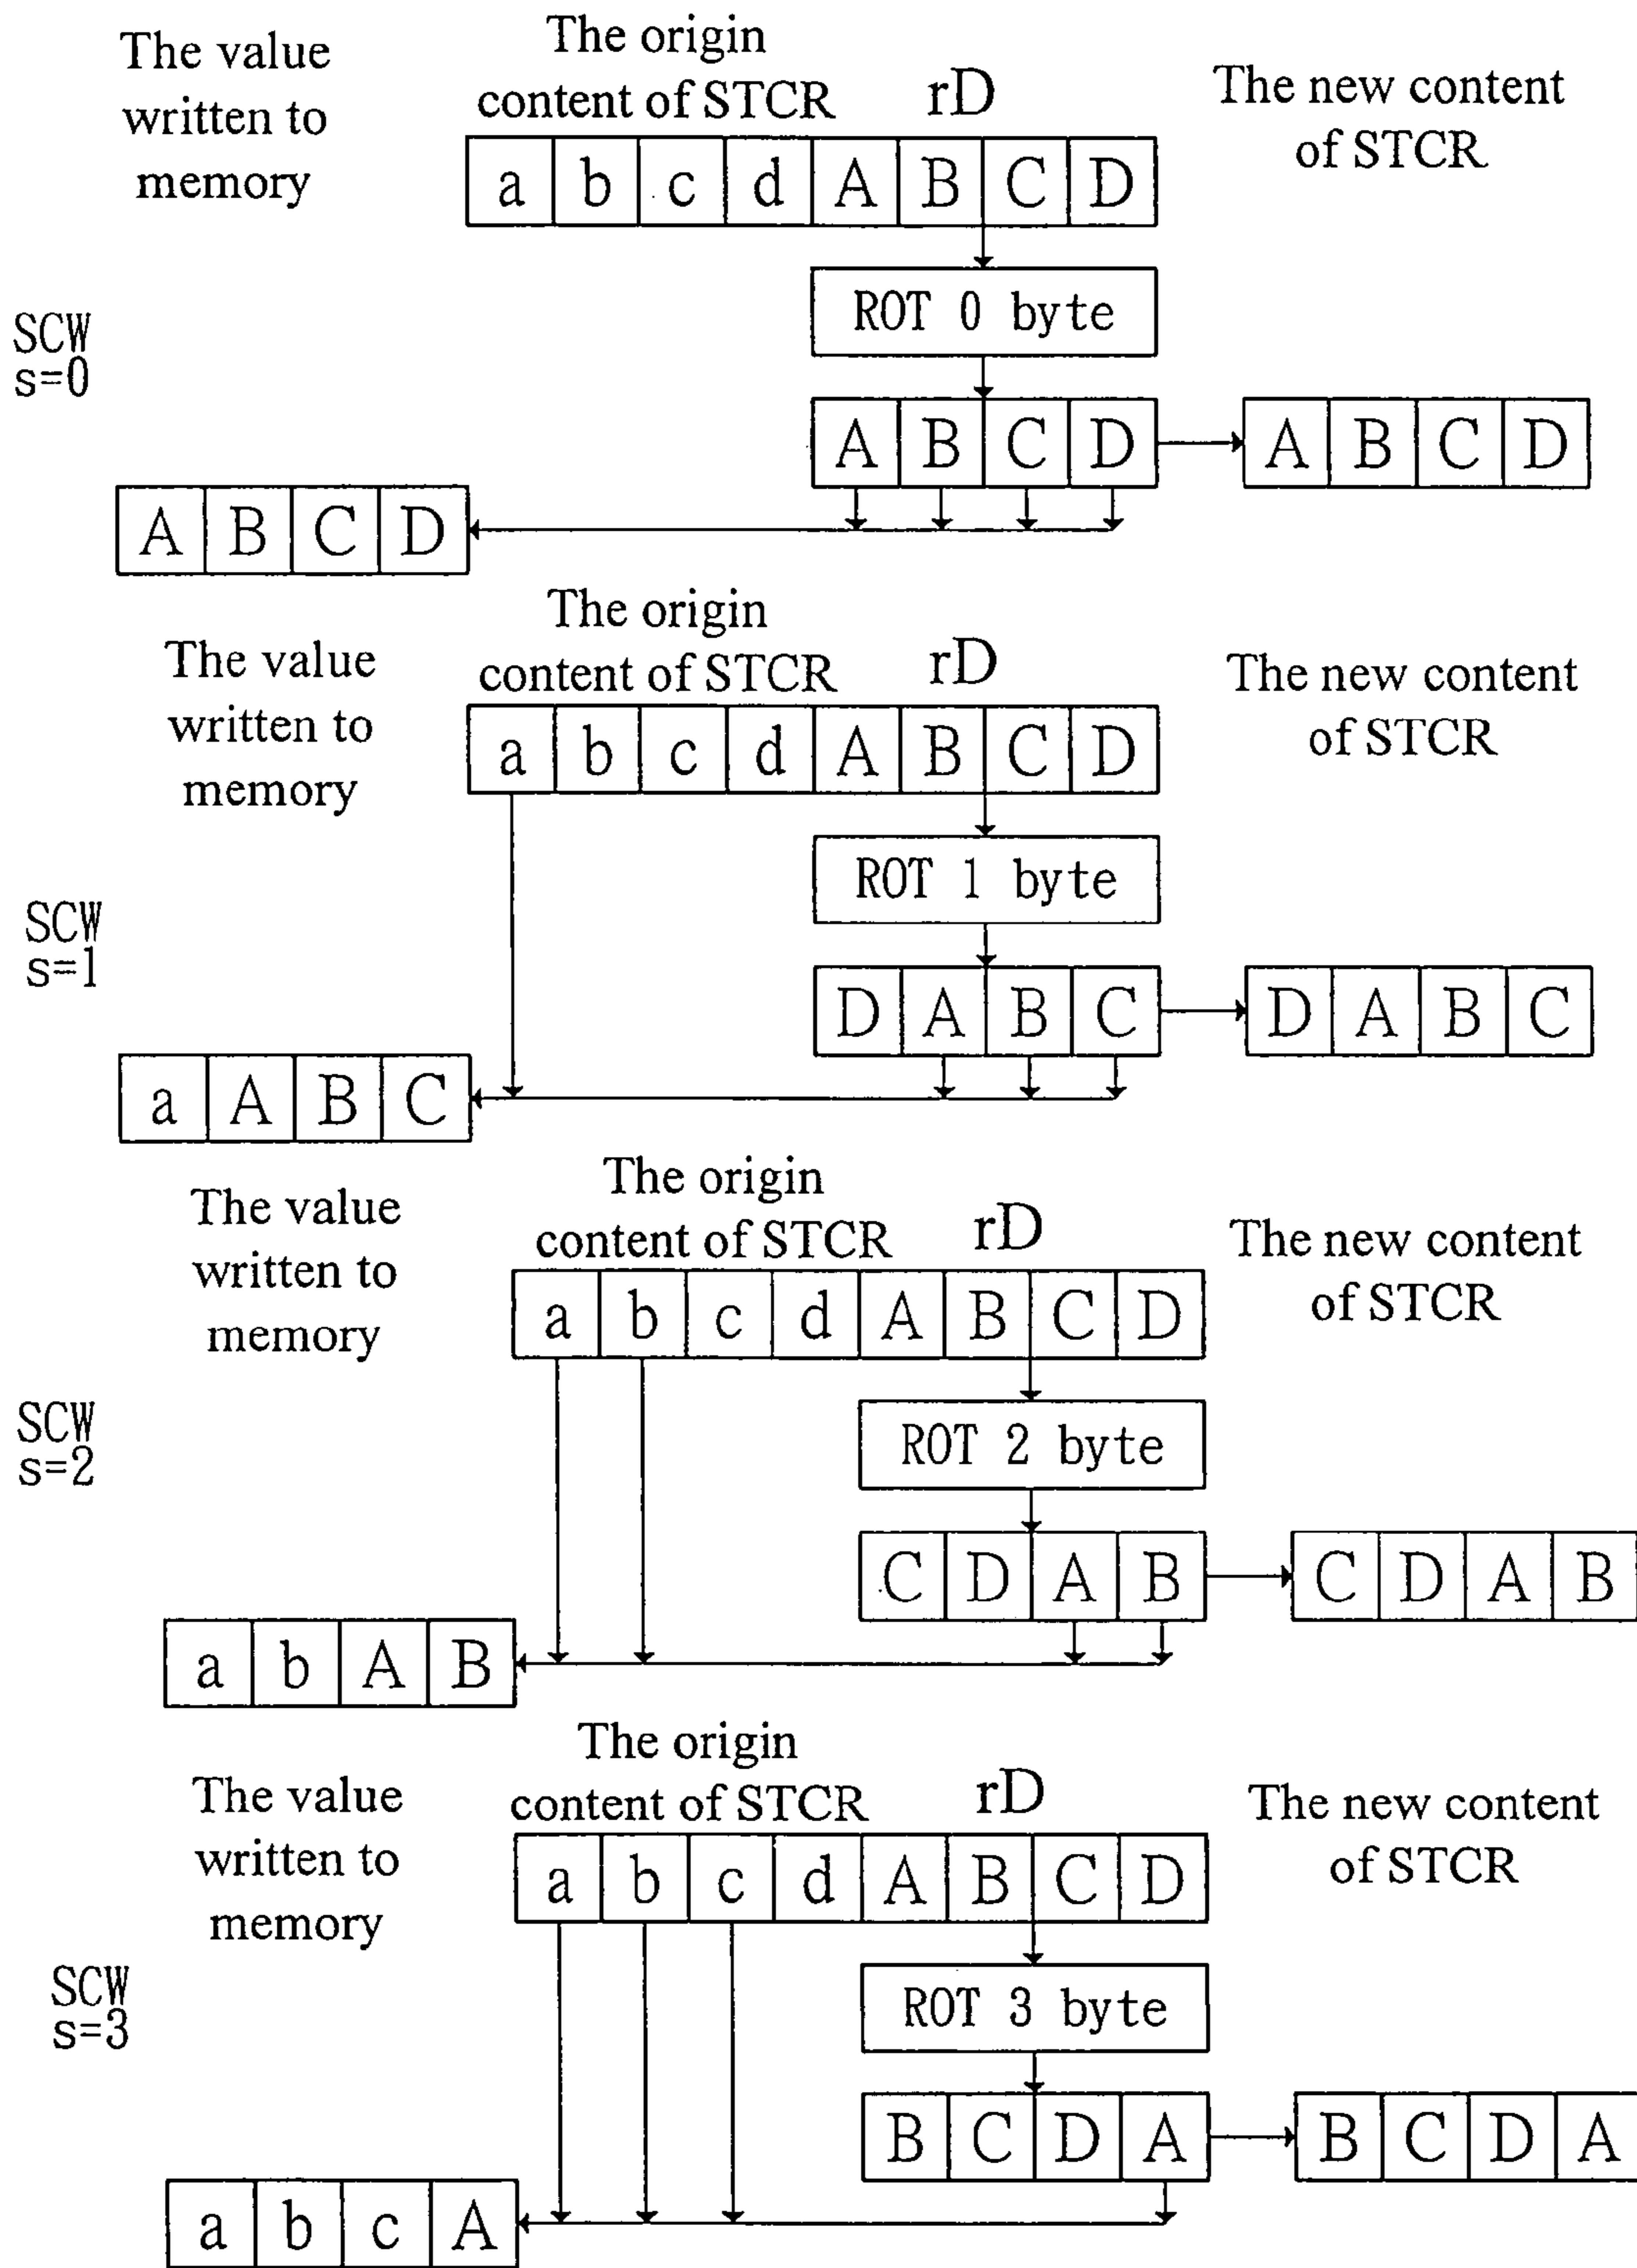 The value
written to
memory
The origin
content of STCR
rD
The new content
of STCR
a b c d A B C D
ROT 0 byte
SCW
s=0
A B C D
A B C D
A B C D
The value
written to
memory
The origin
content of STCR
rD
The new content
of STCR
a b c d A B C D
ROT 1 byte
SCW
s=1
D A B C
D A B C
a A B C
The value
written to
memory
The origin
content of STCR
rD
The new content
of STCR
a b c d A B C D
SCW
s=2
ROT 2 byte
C D A B
C D A B
a b A B
The value
written to
memory
The origin
content of STCR
rD
The new content
of STCR
a b c d A B C D
SCW
s=3
ROT 3 byte
B C D A
B C D A
a b c A